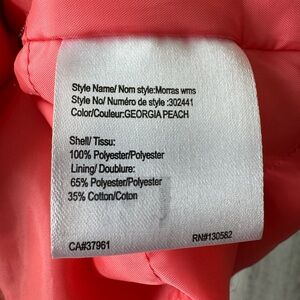 Style Name/ Nom style:Morras wms
Style No/ Numéro de style :302441
Color/Couleur:GEORGIA PEACH
Shell/ Tissu:
100% Polyester/Polyester
Lining/ Doublure:
65% Polyester/Polyester
35% Cotton/Coton
CA#37961 RN#130582